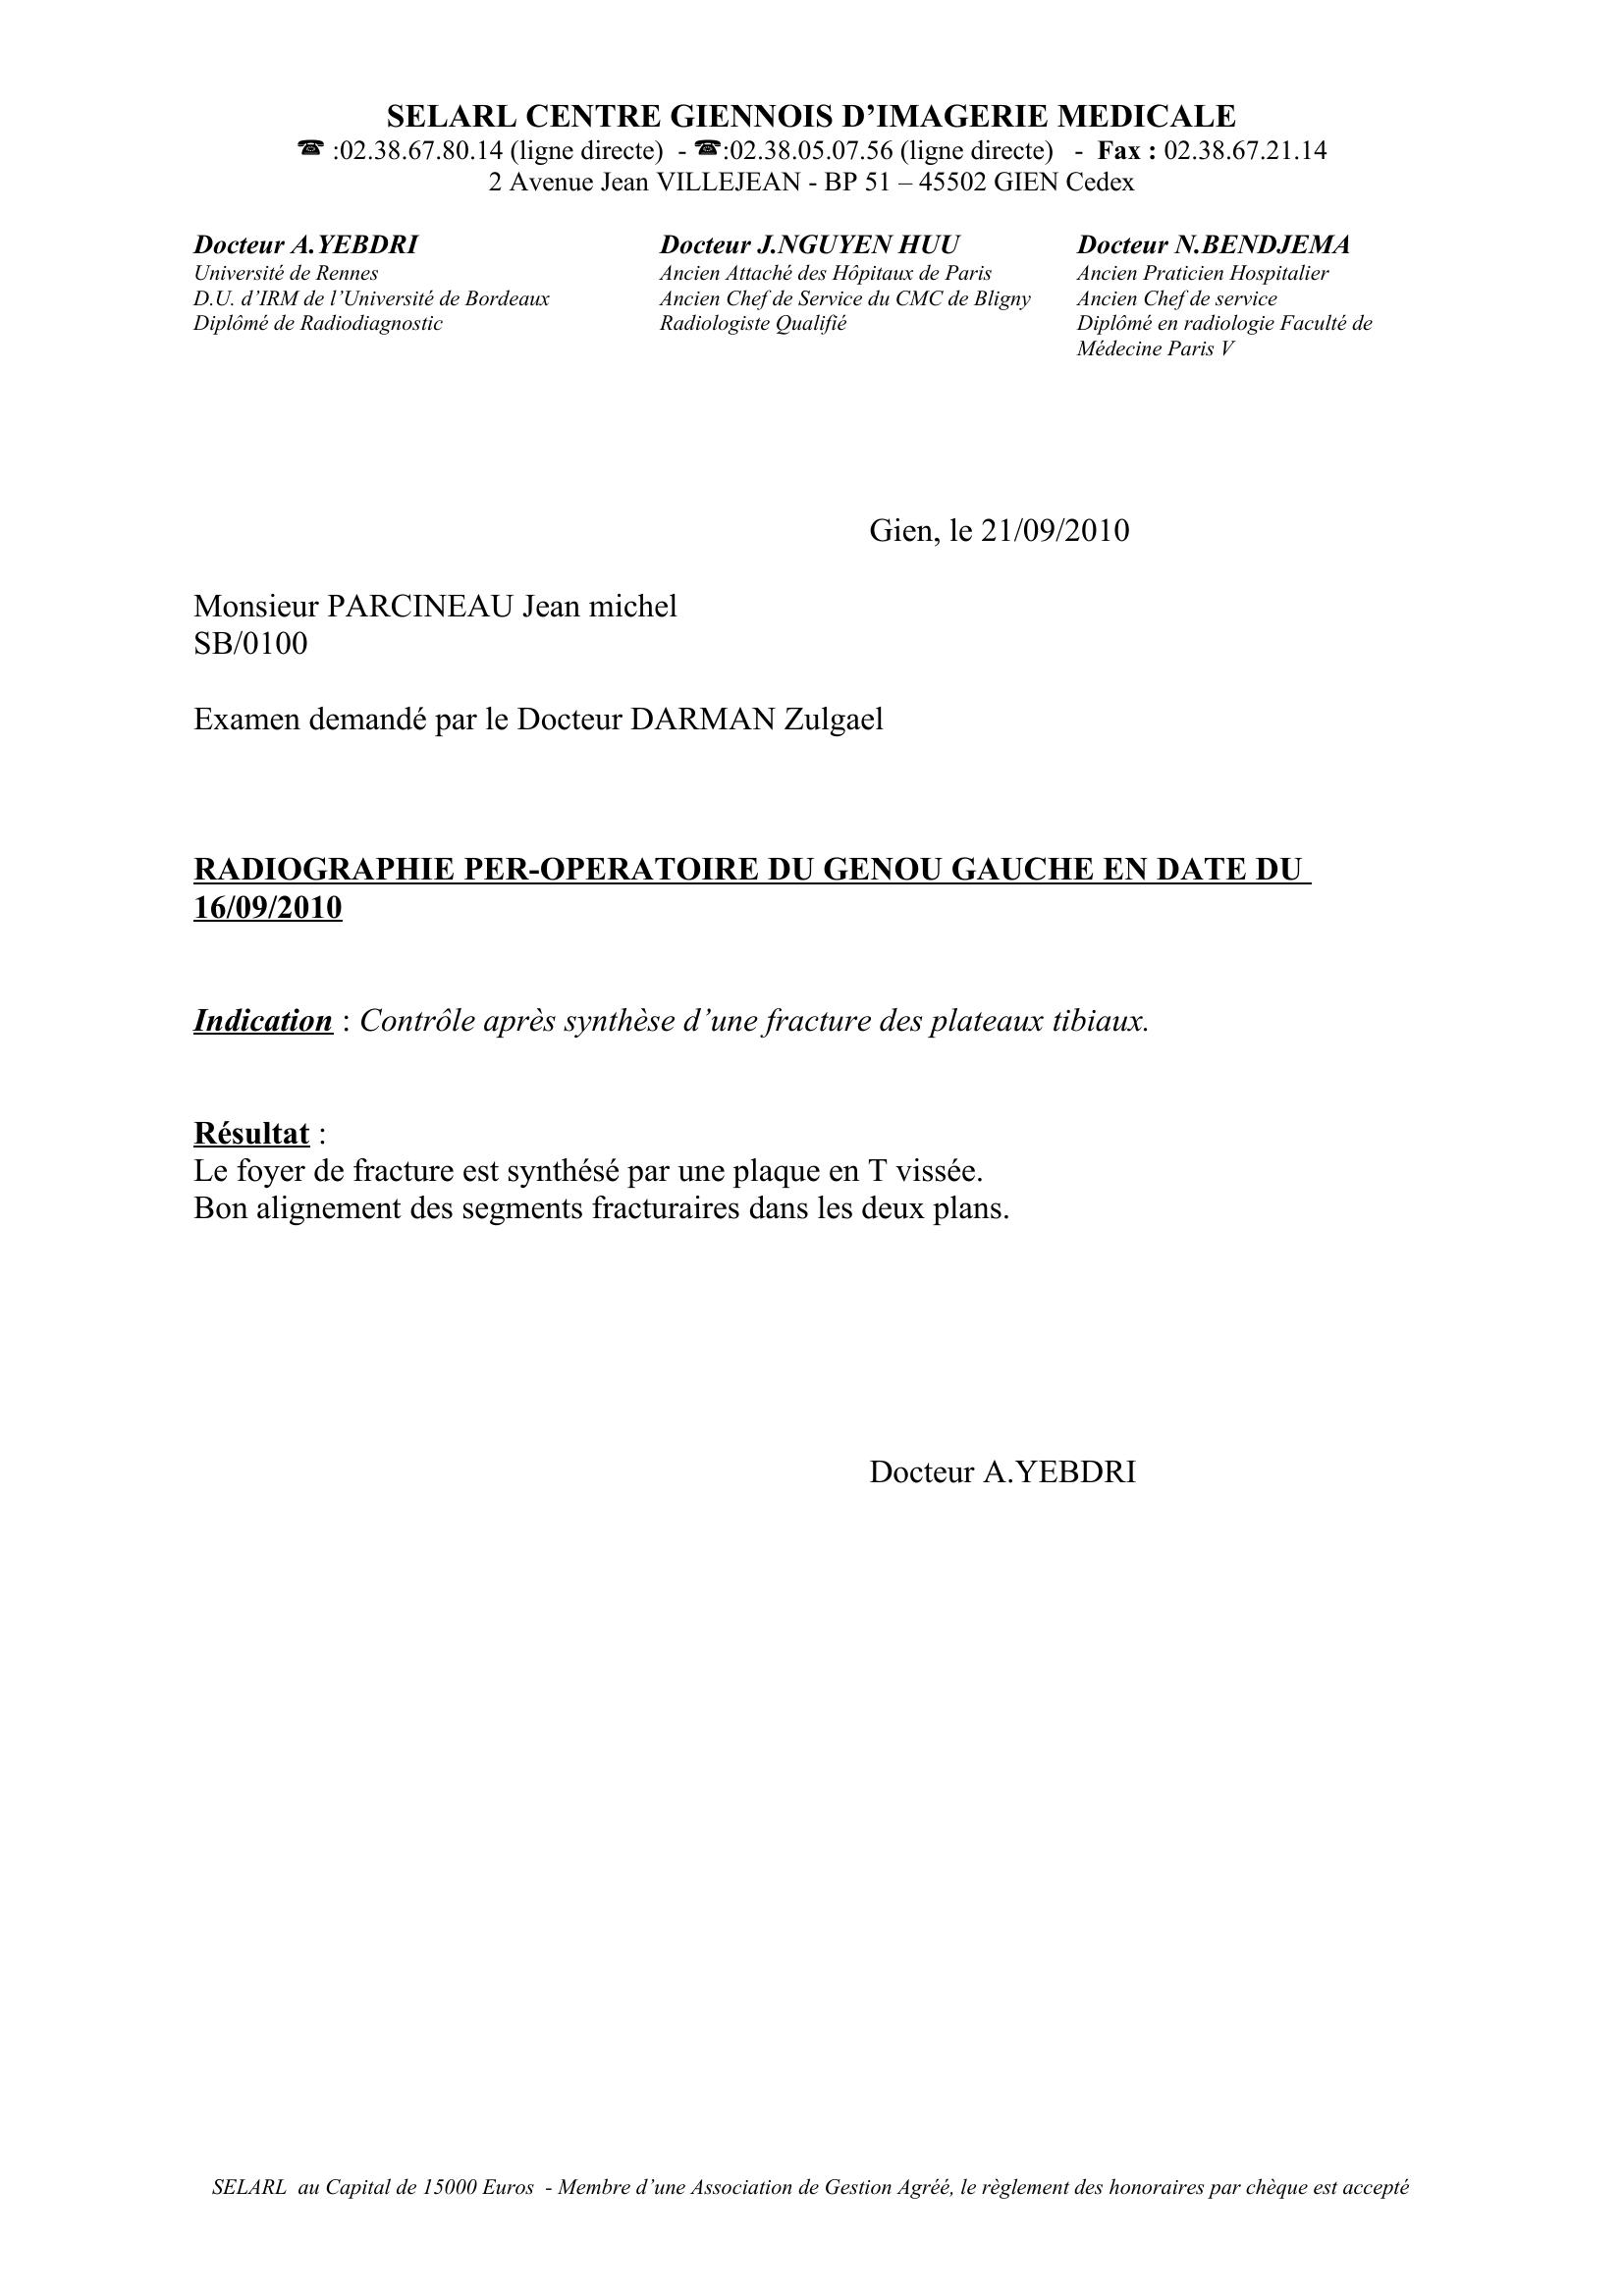 SELARL CENTRE GIENNOIS D’IMAGERIE MEDICALE
☎ :02.38.67.80.14 (ligne directe) - ☎:02.38.05.07.56 (ligne directe) - Fax : 02.38.67.21.14
2 Avenue Jean VILLEJEAN - BP 51 – 45502 GIEN Cedex
Docteur A.YEBDRI
Université de Rennes
D.U. d’IRM de l’Université de Bordeaux
Diplômé de Radiodiagnostic
Docteur J.NGUYEN HUU
Ancien Attaché des Hôpitaux de Paris
Ancien Chef de Service du CMC de Bligny
Radiologiste Qualifié
Docteur N.BENDJEMA
Ancien Praticien Hospitalier
Ancien Chef de service
Diplômé en radiologie Faculté de
Médecine Paris V
Gien, le 21/09/2010
Monsieur PARCINEAU Jean michel
SB/0100
Examen demandé par le Docteur DARMAN Zulgael
RADIOGRAPHIE PER-OPERATOIRE DU GENOU GAUCHE EN DATE DU
16/09/2010
Indication : Contrôle après synthèse d’une fracture des plateaux tibiaux.
Résultat :
Le foyer de fracture est synthésé par une plaque en T vissée.
Bon alignement des segments fracturaires dans les deux plans.
Docteur A.YEBDRI
SELARL au Capital de 15000 Euros - Membre d’une Association de Gestion Agréé, le règlement des honoraires par chèque est accepté